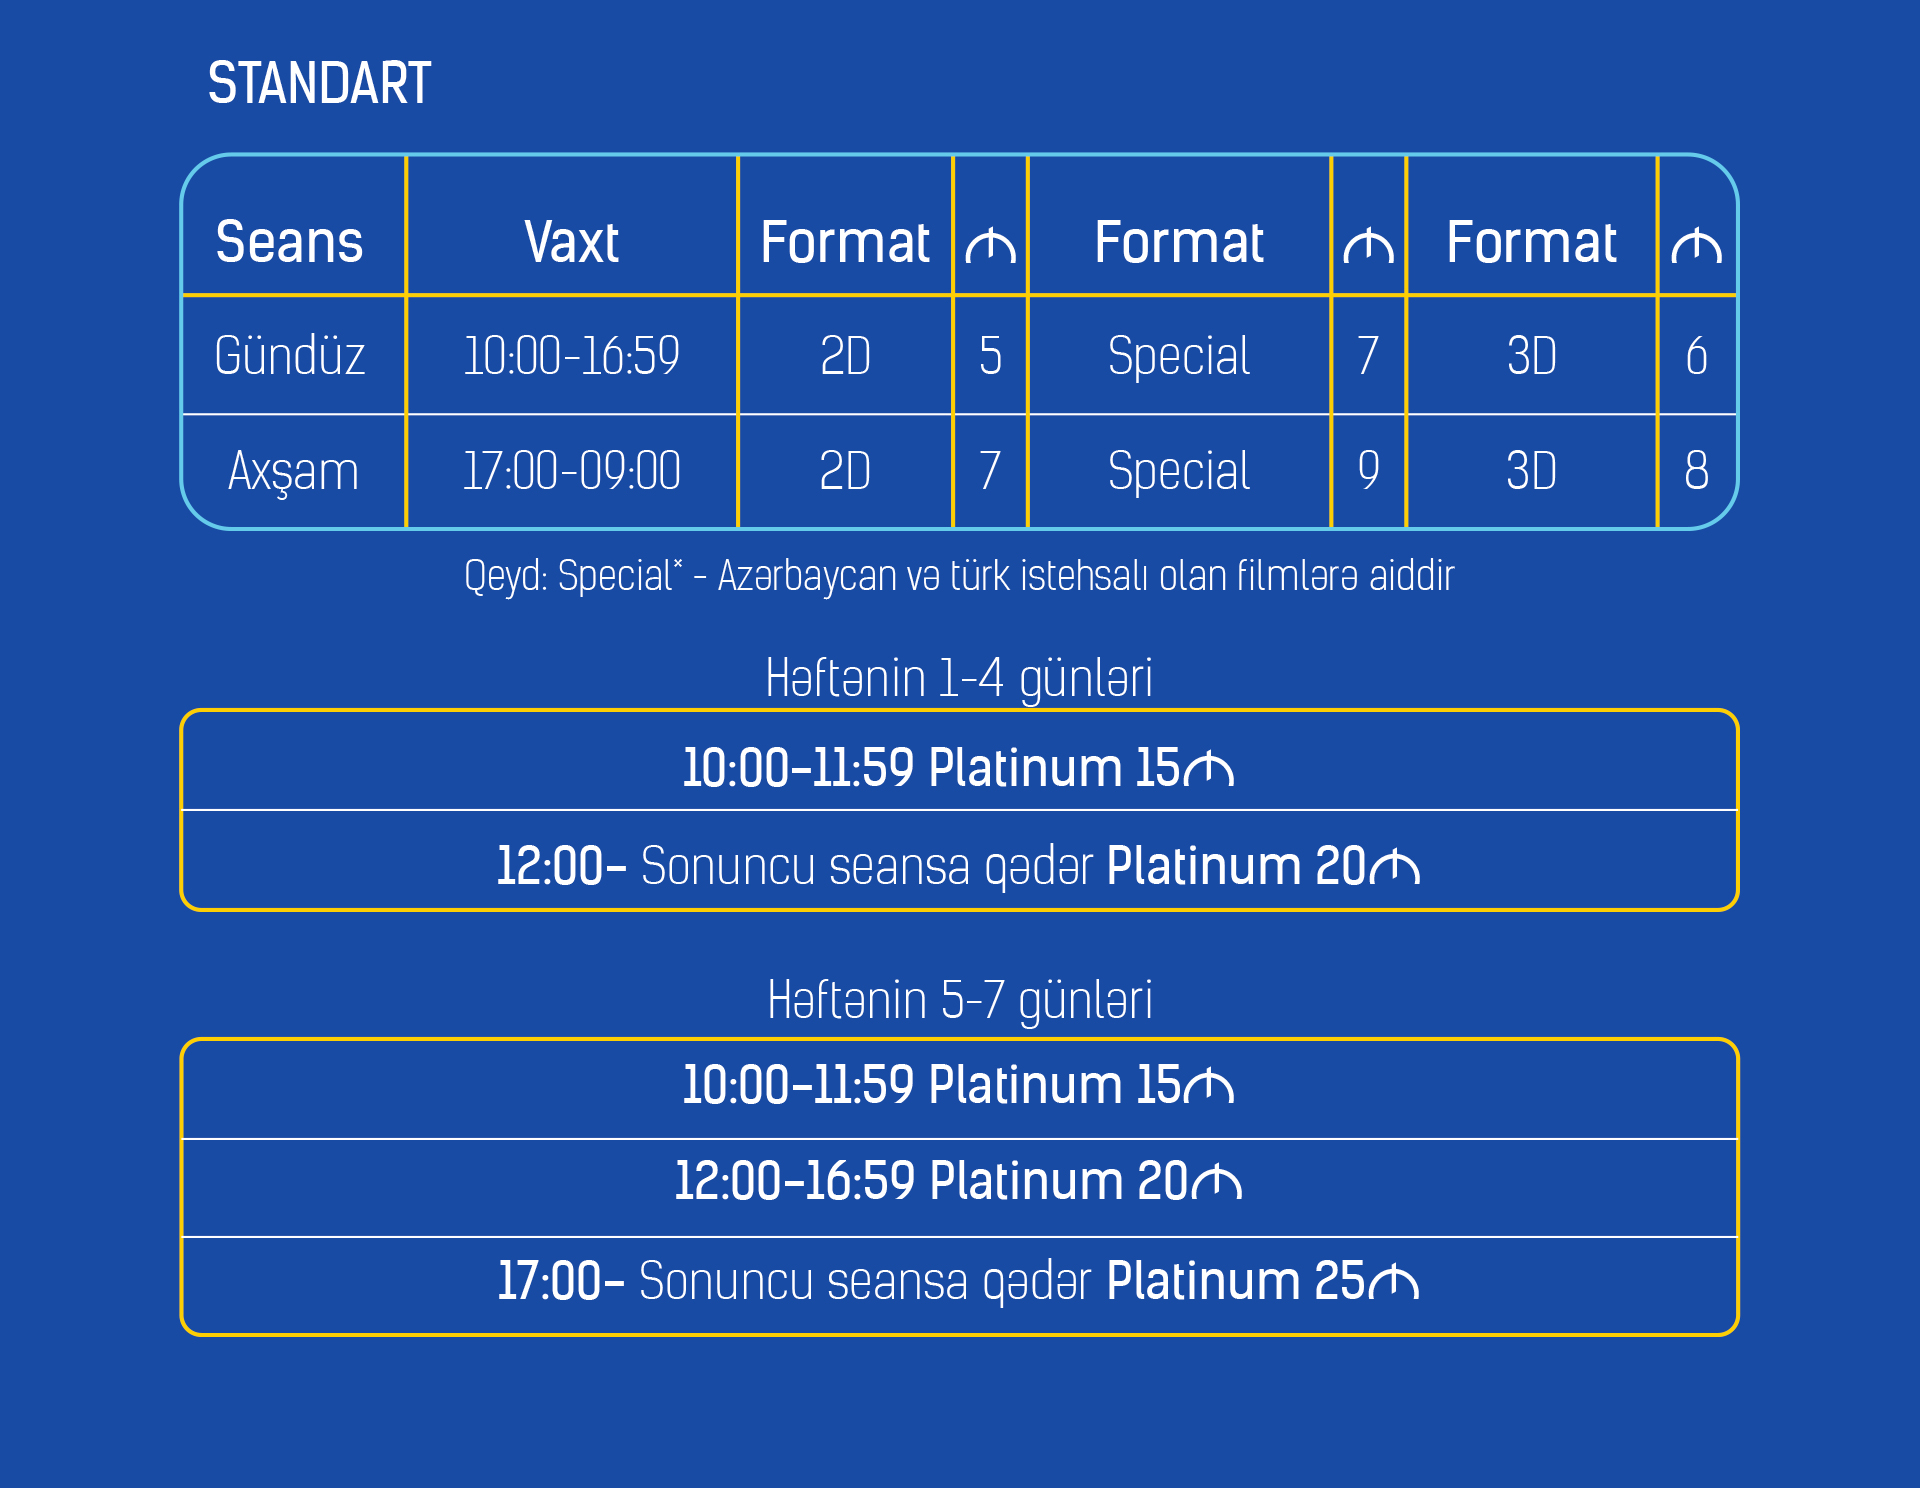 STANDART
Seans Vaxt Format ₼ Format ₼ Format ₼
Gündüz 10:00-16:59 2D 5 Special 7 3D 6
Axşam 17:00-09:00 2D 7 Special 9 3D 8
Qeyd: Special* - Azərbaycan və türk istehsalı olan filmlərə aiddir
Həftənin 1-4 günləri
10:00-11:59 Platinum 15₼
12:00- Sonuncu seansa qədər Platinum 20₼
Həftənin 5-7 günləri
10:00-11:59 Platinum 15₼
12:00-16:59 Platinum 20₼
17:00- Sonuncu seansa qədər Platinum 25₼